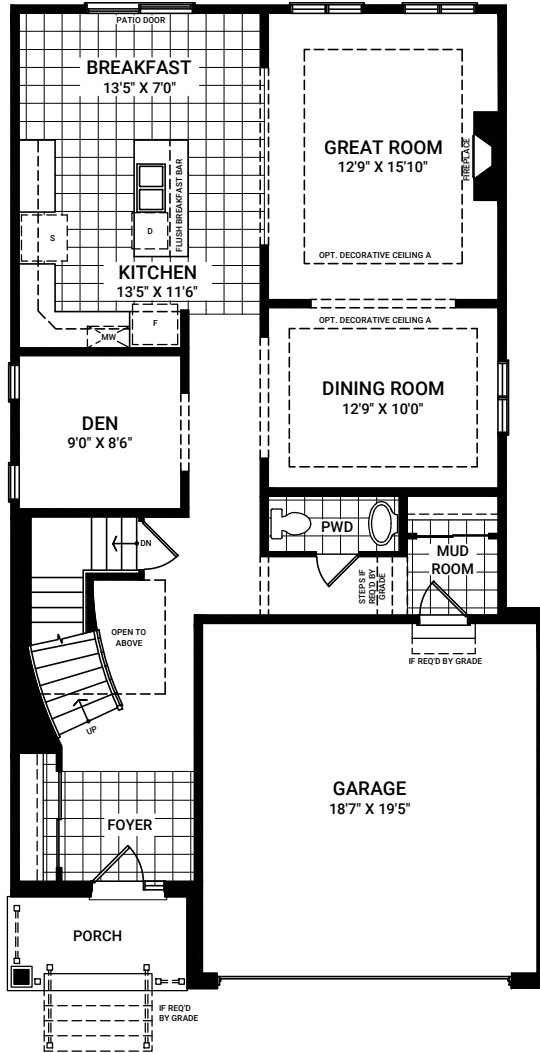 PATIO DOOR
BREAKFAST
13'5" X 7'0"
GREAT ROOM
12'9" X 15'10"
FIREPLACE
FLUSH BREAKFAST BAR
S
D
OPT. DECORATIVE CEILING A
KITCHEN
13'5" X 11'6"
F
MW
OPT. DECORATIVE CEILING A
DINING ROOM
12'9" X 10'0"
DEN
9'0" X 8'6"
PWD
DN
MUD
ROOM
STEPS IF
REQ'D BY
GRADE
OPEN TO
ABOVE
IF REQ'D BY GRADE
UP
GARAGE
18'7" X 19'5"
FOYER
PORCH
IF REQ'D
BY GRADE